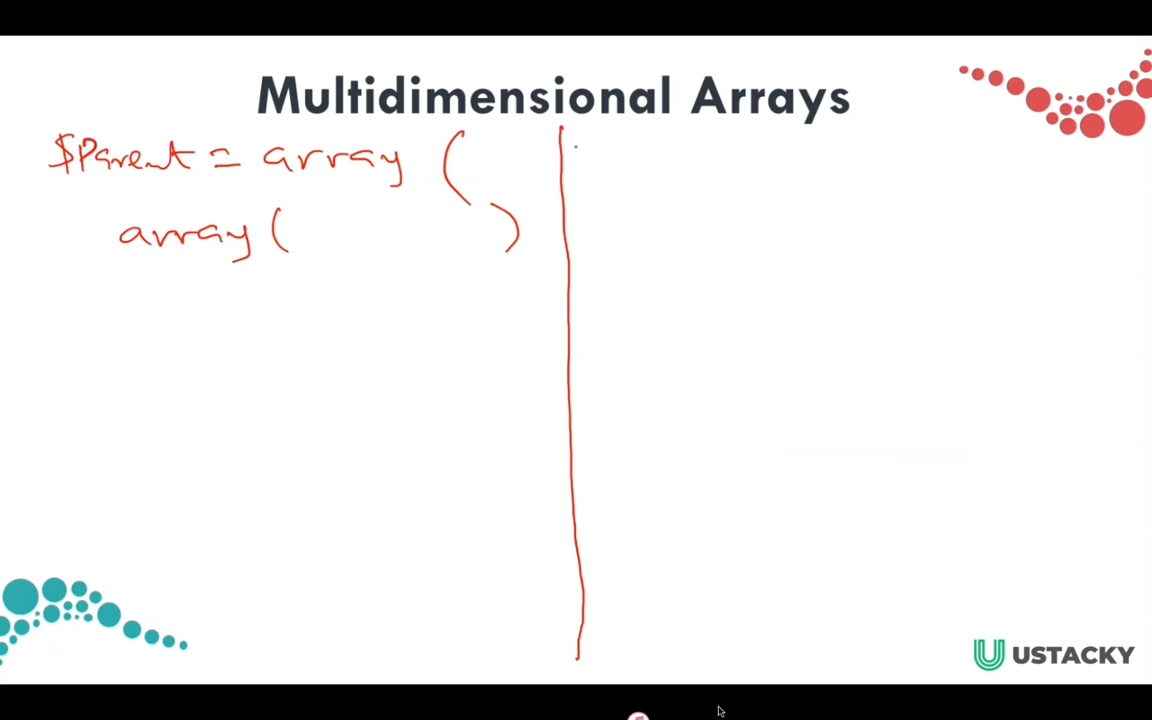 Multidimensional Arrays
$Parent = array (
array( )
USTACKY